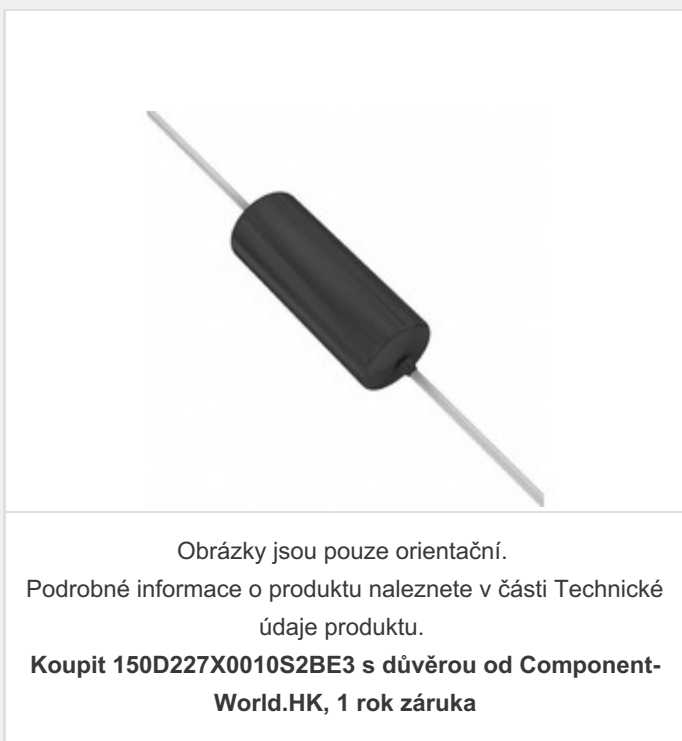 Obrázky jsou pouze orientační.
Podrobné informace o produktu naleznete v části Technické
údaje produktu.
Koupit 150D227X0010S2BE3 s důvěrou od Component-
World.HK, 1 rok záruka